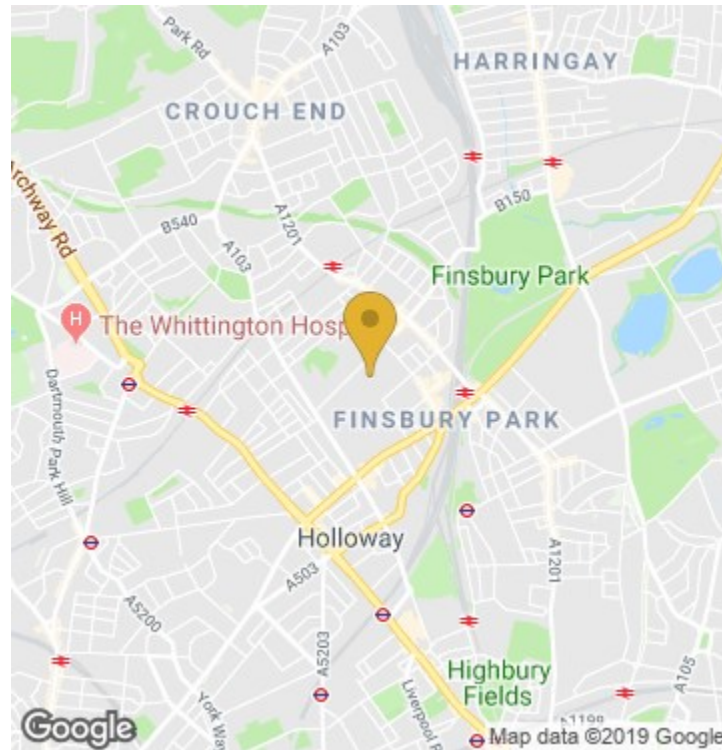 Park Rd
A103
HARRINGAY
CROUCH END
Archway Rd
A1201
B150
B540
A103
Finsbury Park
H
The Whittington Hosp
Dartmouth Park Hill
FINSBURY PARK
Holloway
A503
A1201
A5200
A5203
Highbury
Fields
A105
York Way
Liverpool R
A1199
Google
Map data ©2019 Google